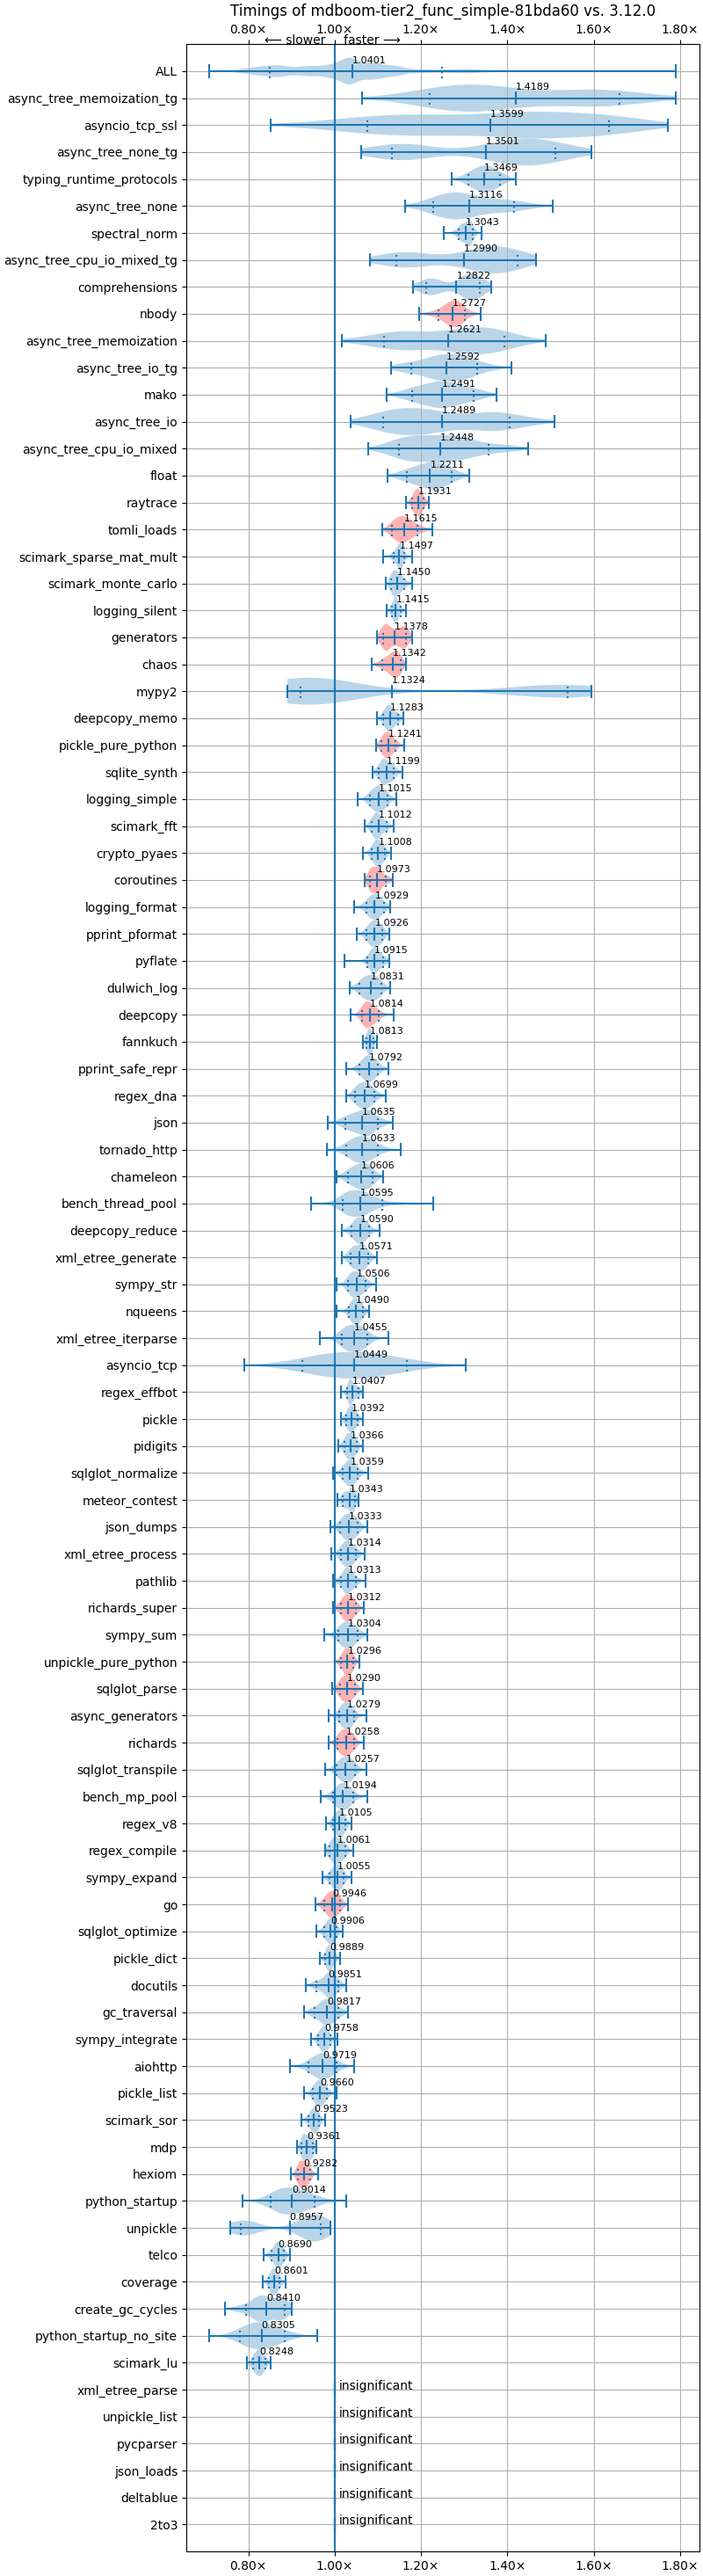 Timings of mdboom-tier2_func_simple-81bda60 vs. 3.12.0
0.80× 1.00× 1.20× 1.40× 1.60× 1.80×
⟵ slower faster ⟶
ALL 1.0401
async_tree_memoization_tg 1.4189
asyncio_tcp_ssl 1.3599
async_tree_none_tg 1.3501
typing_runtime_protocols 1.3469
async_tree_none 1.3116
spectral_norm 1.3043
async_tree_cpu_io_mixed_tg 1.2990
comprehensions 1.2822
nbody 1.2727
async_tree_memoization 1.2621
async_tree_io_tg 1.2592
mako 1.2491
async_tree_io 1.2489
async_tree_cpu_io_mixed 1.2448
float 1.2211
raytrace 1.1931
tomli_loads 1.1615
scimark_sparse_mat_mult 1.1497
scimark_monte_carlo 1.1450
logging_silent 1.1415
generators 1.1378
chaos 1.1342
mypy2 1.1324
deepcopy_memo 1.1283
pickle_pure_python 1.1241
sqlite_synth 1.1199
logging_simple 1.1015
scimark_fft 1.1012
crypto_pyaes 1.1008
coroutines 1.0973
logging_format 1.0929
pprint_pformat 1.0926
pyflate 1.0915
dulwich_log 1.0831
deepcopy 1.0814
fannkuch 1.0813
pprint_safe_repr 1.0792
regex_dna 1.0699
json 1.0635
tornado_http 1.0633
chameleon 1.0606
bench_thread_pool 1.0595
deepcopy_reduce 1.0590
xml_etree_generate 1.0571
sympy_str 1.0506
nqueens 1.0490
xml_etree_iterparse 1.0455
asyncio_tcp 1.0449
regex_effbot 1.0407
pickle 1.0392
pidigits 1.0366
sqlglot_normalize 1.0359
meteor_contest 1.0343
json_dumps 1.0333
xml_etree_process 1.0314
pathlib 1.0313
richards_super 1.0312
sympy_sum 1.0304
unpickle_pure_python 1.0296
sqlglot_parse 1.0290
async_generators 1.0279
richards 1.0258
sqlglot_transpile 1.0257
bench_mp_pool 1.0194
regex_v8 1.0105
regex_compile 1.0061
sympy_expand 1.0055
go 0.9946
sqlglot_optimize 0.9906
pickle_dict 0.9889
docutils 0.9851
gc_traversal 0.9817
sympy_integrate 0.9758
aiohttp 0.9719
pickle_list 0.9660
scimark_sor 0.9523
mdp 0.9361
hexiom 0.9282
python_startup 0.9014
unpickle 0.8957
telco 0.8690
coverage 0.8601
create_gc_cycles 0.8410
python_startup_no_site 0.8305
scimark_lu 0.8248
xml_etree_parse insignificant
unpickle_list insignificant
pycparser insignificant
json_loads insignificant
deltablue insignificant
2to3 insignificant
0.80× 1.00× 1.20× 1.40× 1.60× 1.80×